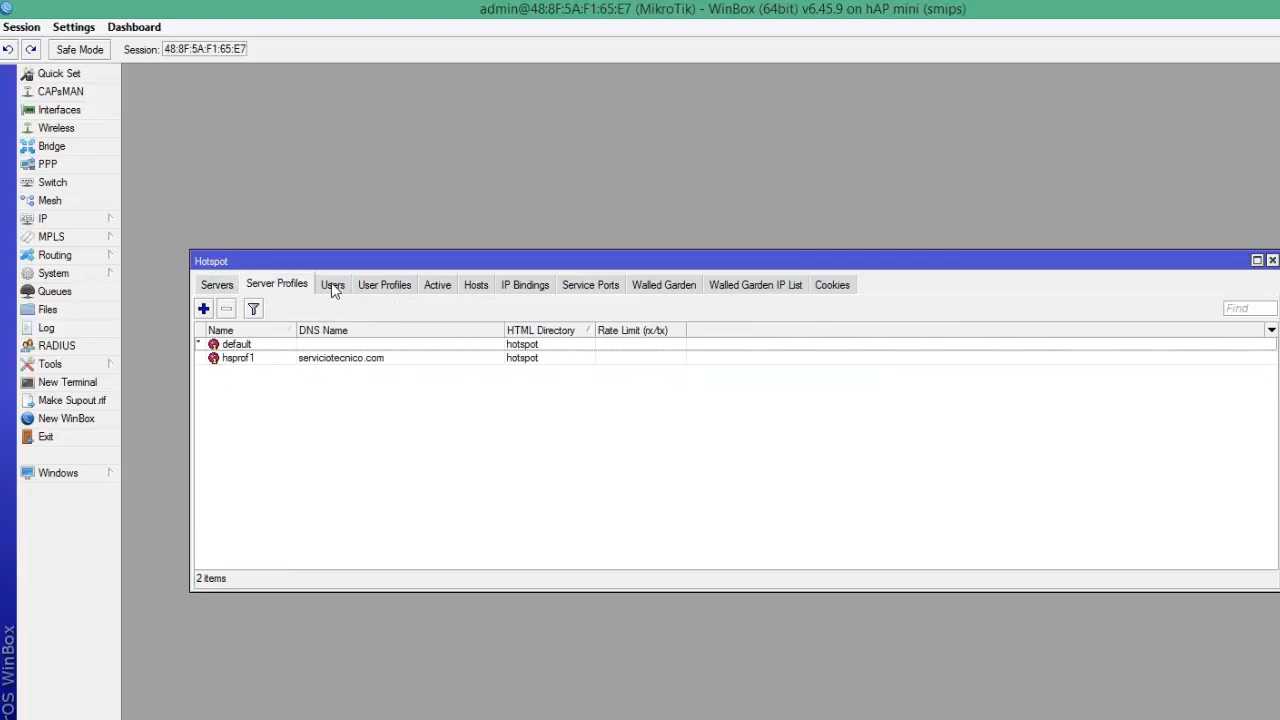 admin@48:8F:5A:F1:65:E7 (MikroTik) - WinBox (64bit) v6.45.9 on hAP mini (smips)
Session Settings Dashboard
Safe Mode Session: 48:8F:5A:F1:65:E7
Quick Set
CAPsMAN
Interfaces
Wireless
Bridge
PPP
Switch
Mesh
IP
MPLS
Routing
System
Queues
Files
Log
RADIUS
Tools
New Terminal
Make Supout.rif
New WinBox
Exit
Windows
OS WinBox
Hotspot
Servers Server Profiles Users User Profiles Active Hosts IP Bindings Service Ports Walled Garden Walled Garden IP List Cookies
Find
Name DNS Name HTML Directory Rate Limit (rx/tx)
* default hotspot
hsprof1 serviciotecnico.com hotspot
2 items